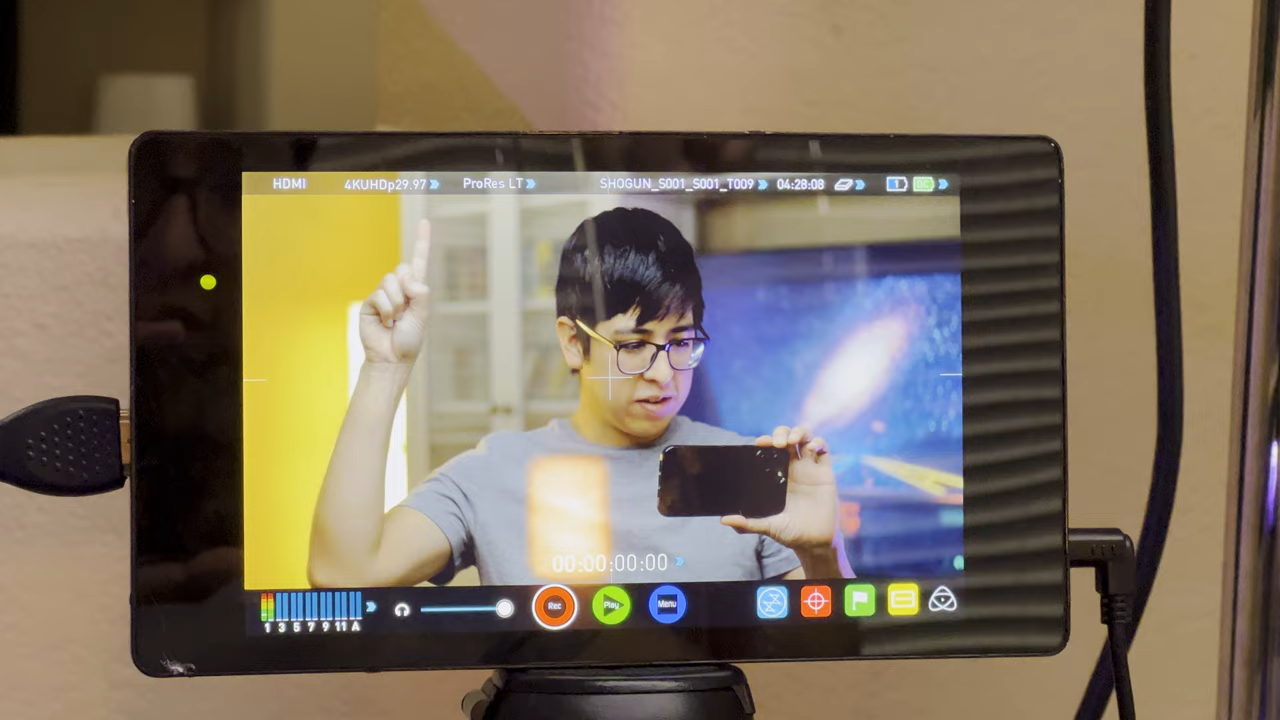 HDMI 4KUHDp29.97 ProRes LT SHOGUN_S001_S001_T009 04:28:08
00:00:00:00
Rec Play Menu
1 3 5 7 9 11 A